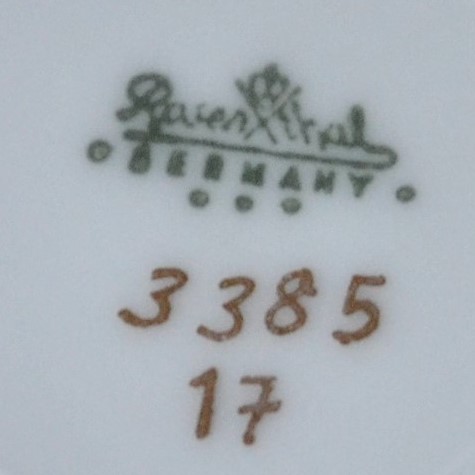 Rosenthal
GERMANY
3385
17